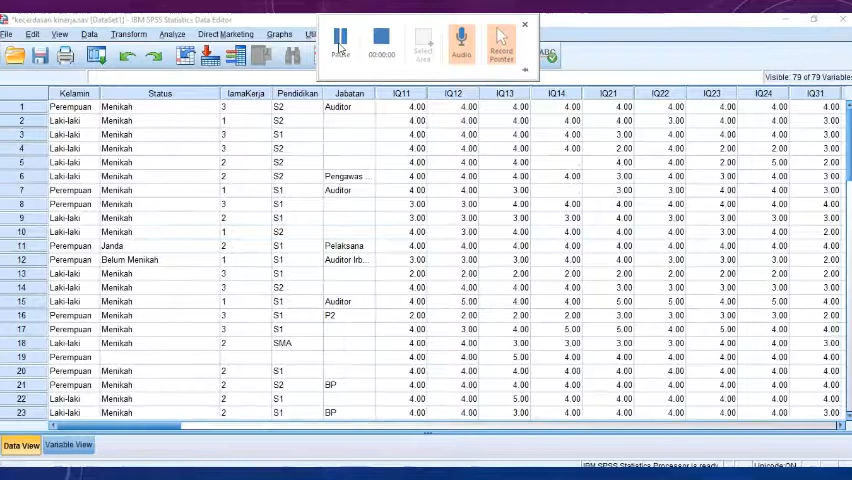 *kecerdasan kinerja.sav [DataSet1] - IBM SPSS Statistics Data Editor
File Edit View Data Transform Analyze Direct Marketing Graphs
Pause 00:00:00 Select Area Audio Record Pointer
Visible: 79 of 79 Variables
Kelamin Status lamaKerja Pendidikan Jabatan IQ11 IQ12 IQ13 IQ14 IQ21 IQ22 IQ23 IQ24 IQ31
1 Perempuan Menikah 3 S2 Auditor 4.00 4.00 4.00 4.00 4.00 4.00 4.00 4.00 4.00
2 Laki-laki Menikah 1 S2 4.00 4.00 4.00 4.00 4.00 3.00 4.00 4.00 3.00
3 Laki-laki Menikah 3 S1 4.00 4.00 4.00 4.00 3.00 4.00 4.00 4.00 3.00
4 Laki-laki Menikah 3 S2 4.00 4.00 4.00 4.00 2.00 4.00 2.00 2.00 2.00
5 Laki-laki Menikah 2 S2 4.00 4.00 4.00 . 4.00 4.00 2.00 5.00 2.00
6 Laki-laki Menikah 2 S2 Pengawas ... 4.00 4.00 4.00 4.00 3.00 3.00 4.00 4.00 3.00
7 Perempuan Menikah 1 S1 Auditor 4.00 4.00 3.00 . 3.00 3.00 4.00 4.00 3.00
8 Perempuan Menikah 3 S1 3.00 3.00 4.00 4.00 4.00 4.00 4.00 4.00 3.00
9 Laki-laki Menikah 2 S1 3.00 3.00 3.00 3.00 4.00 3.00 3.00 3.00 3.00
10 Laki-laki Menikah 1 S2 4.00 4.00 3.00 4.00 4.00 4.00 3.00 4.00 3.00
11 Perempuan Janda 2 S1 Pelaksana 4.00 4.00 4.00 4.00 4.00 4.00 4.00 4.00 4.00
12 Perempuan Belum Menikah 1 S1 Auditor Irb... 3.00 3.00 3.00 4.00 3.00 3.00 3.00 3.00 4.00
13 Laki-laki Menikah 3 S1 2.00 2.00 2.00 2.00 2.00 2.00 2.00 2.00 4.00
14 Laki-laki Menikah 3 S2 4.00 4.00 4.00 4.00 3.00 3.00 4.00 4.00 3.00
15 Laki-laki Menikah 1 S1 Auditor 4.00 5.00 4.00 4.00 5.00 5.00 4.00 5.00 4.00
16 Perempuan Menikah 3 S1 P2 2.00 2.00 3.00 4.00 3.00 3.00 3.00 3.00 2.00
17 Perempuan Menikah 3 S1 4.00 4.00 4.00 5.00 5.00 4.00 5.00 4.00 4.00
18 Laki-laki Menikah 2 SMA 4.00 3.00 3.00 3.00 4.00 3.00 4.00 4.00 4.00
19 Perempuan 4.00 4.00 5.00 4.00 4.00 4.00 4.00 4.00 4.00
20 Perempuan Menikah 2 S1 4.00 4.00 4.00 4.00 4.00 4.00 4.00 4.00 4.00
21 Perempuan Menikah 2 S2 BP 4.00 4.00 4.00 4.00 4.00 4.00 4.00 4.00 4.00
22 Laki-laki Menikah 2 S1 4.00 4.00 5.00 4.00 4.00 4.00 4.00 4.00 4.00
23 Laki-laki Menikah 2 S1 BP 4.00 4.00 3.00 4.00 4.00 4.00 4.00 4.00 3.00
Data View Variable View
IBM SPSS Statistics Processor is ready Unicode:ON